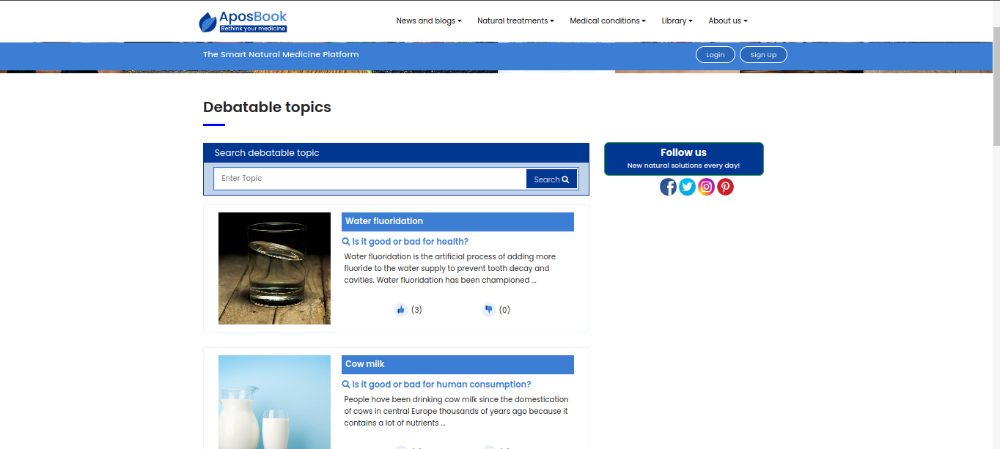 AposBook
Rethink your medicine
News and blogs
Natural treatments
Medical conditions
Library
About us
The Smart Natural Medicine Platform
Login
Sign Up
Debatable topics
Search debatable topic
Enter Topic
Search
Follow us
New natural solutions every day!
Water fluoridation
Is it good or bad for health?
Water fluoridation is the artificial process of adding more
fluoride to the water supply to prevent tooth decay and
cavities. Water fluoridation has been championed ...
(3)
(0)
Cow milk
Is it good or bad for human consumption?
People have been drinking cow milk since the domestication
of cows in central Europe thousands of years ago because it
contains a lot of nutrients ...